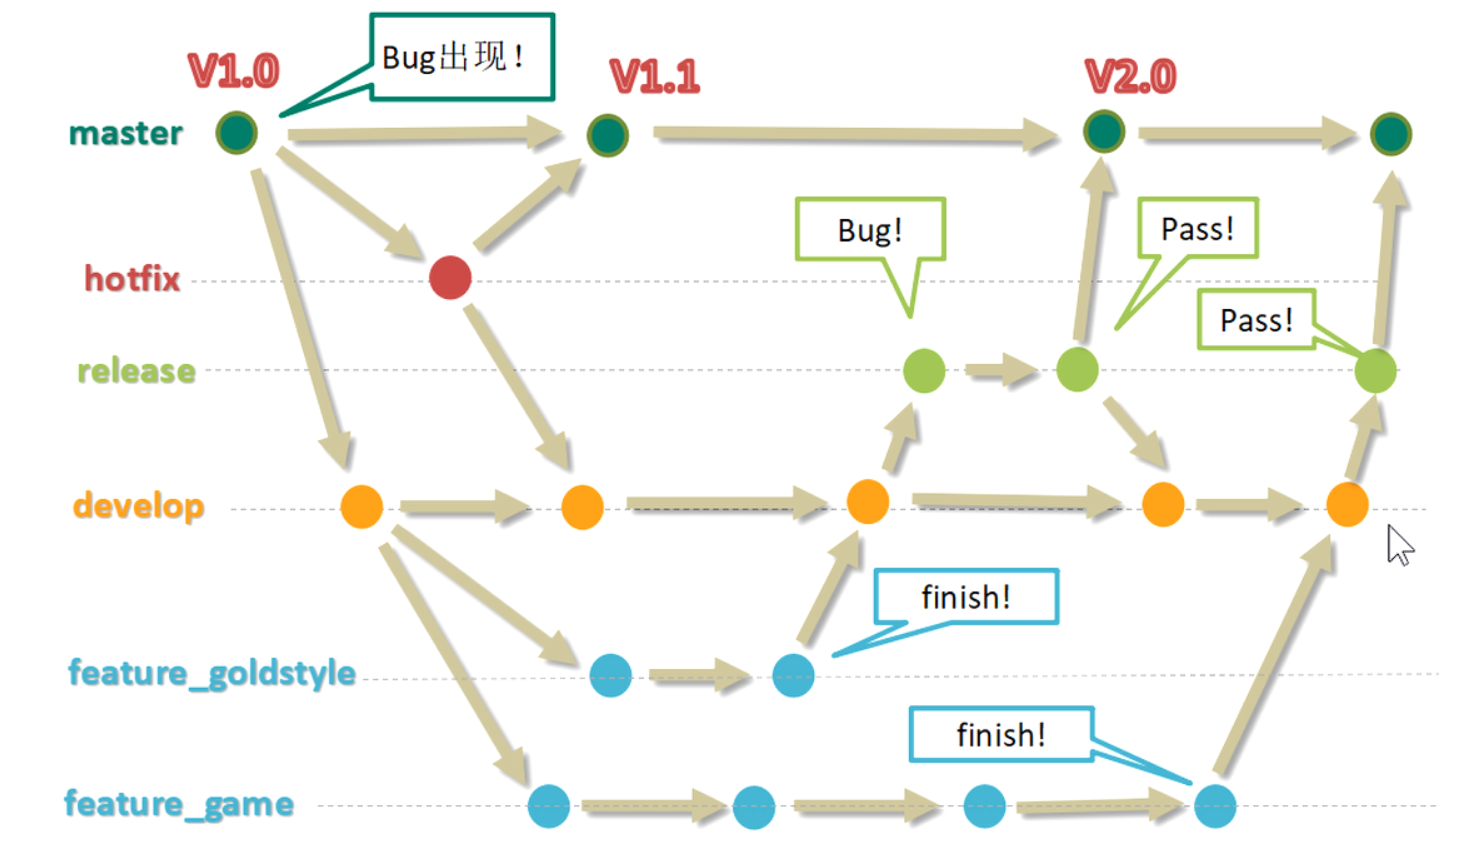 Bug出现！
V1.0
V1.1
V2.0
master
Bug!
Pass!
hotfix
Pass!
release
develop
finish!
feature_goldstyle
finish!
feature_game